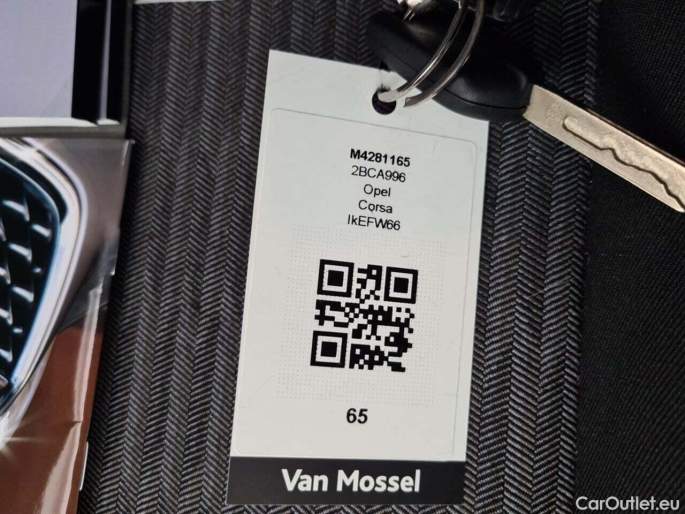 M4281165
2BCA996
Opel
Corsa
IkEFW66
65
Van Mossel
CarOutlet.eu